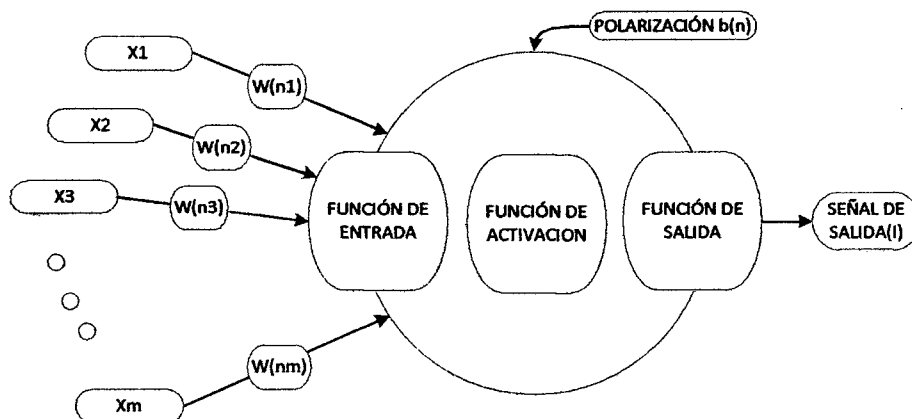 POLARIZACIÓN b(n)
X1
W(n1)
X2
W(n2)
X3
W(n3)
FUNCIÓN DE
ENTRADA
FUNCIÓN DE
ACTIVACION
FUNCIÓN DE
SALIDA
SEÑAL DE
SALIDA(I)
W(nm)
Xm